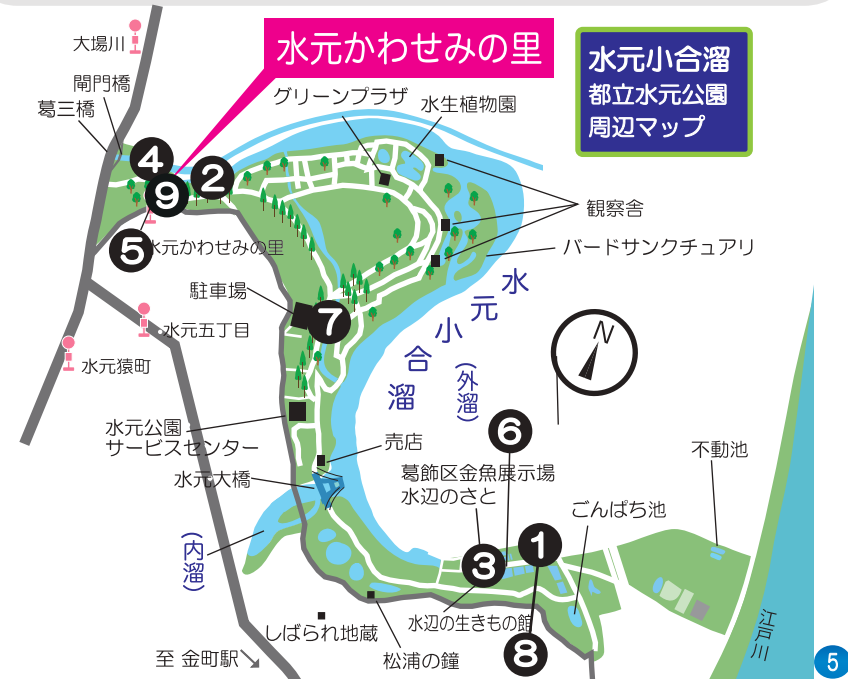 大場川
水元かわせみの里
水元小合溜
都立水元公園
周辺マップ
閘門橋
葛三橋
グリーンプラザ
水生植物園
4
2
9
観察舎
5
水元かわせみの里
バードサンクチュアリ
駐車場
水元小合溜
(外溜)
N
7
水元五丁目
水元猿町
水元公園
サービスセンター
売店
6
水元大橋
葛飾区金魚展示場
水辺のさと
不動池
ごんぱち池
(内溜)
1
3
しばられ地蔵
松浦の鐘
水辺の生きもの館
8
江戸川
至 金町駅
5